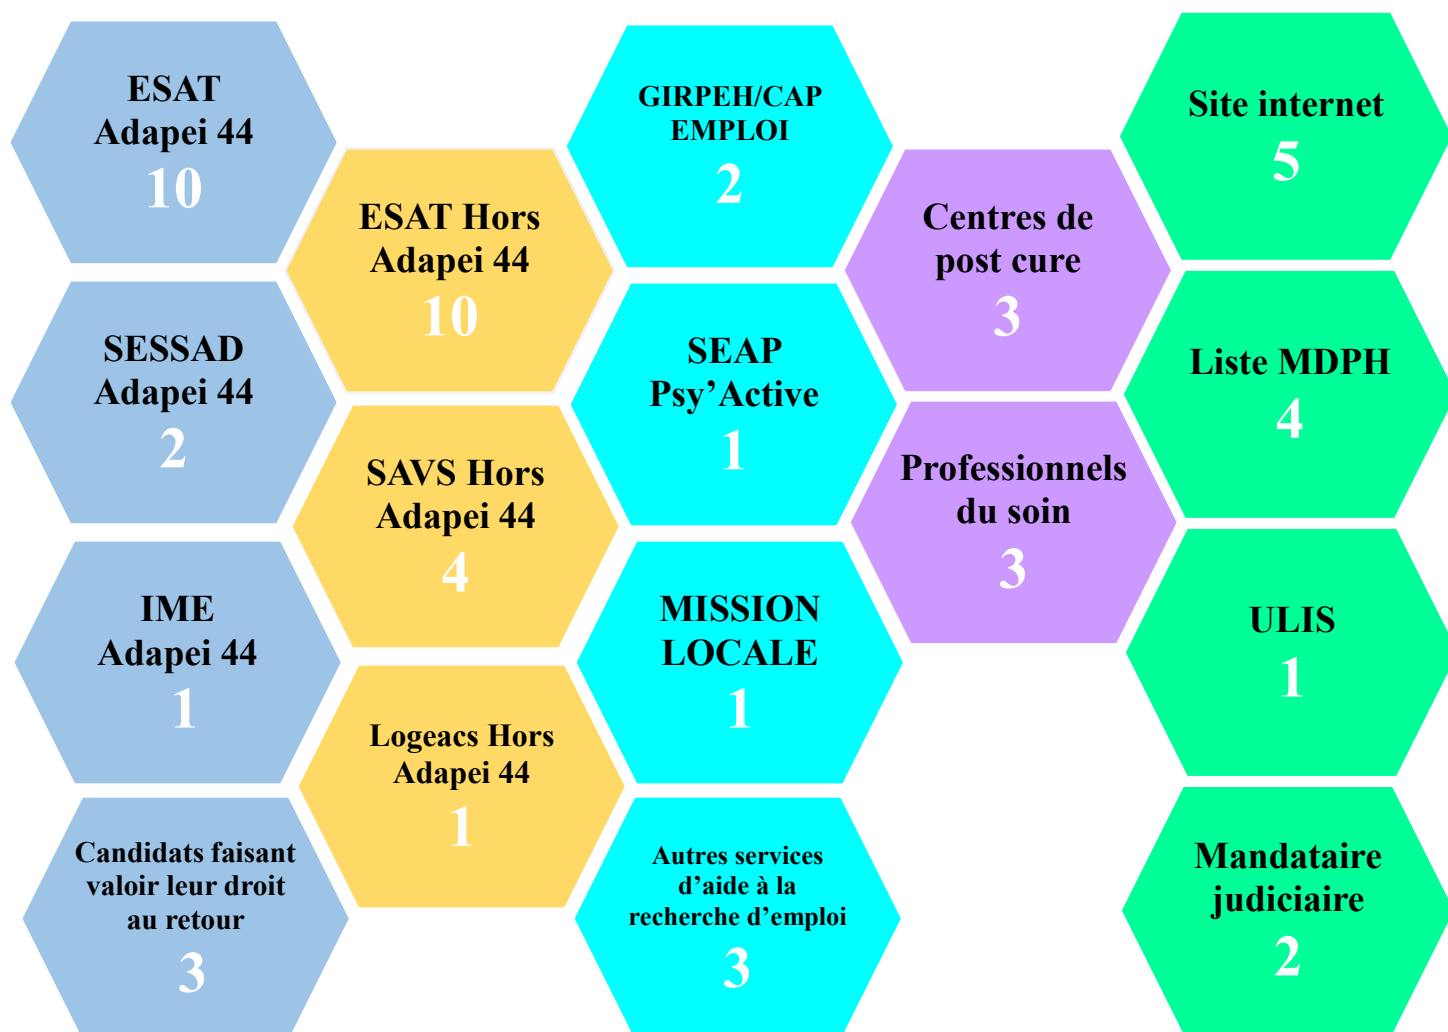 ESAT
Adapei 44
10
SESSAD
Adapei 44
2
IME
Adapei 44
1
Candidats faisant
valoir leur droit
au retour
3
ESAT Hors
Adapei 44
10
SAVS Hors
Adapei 44
4
Logeacs Hors
Adapei 44
1
GIRPEH/CAP
EMPLOI
2
SEAP
Psy’Active
1
MISSION
LOCALE
1
Autres services
d’aide à la
recherche d’emploi
3
Centres de
post cure
3
Professionnels
du soin
3
Site internet
5
Liste MDPH
4
ULIS
1
Mandataire
judiciaire
2